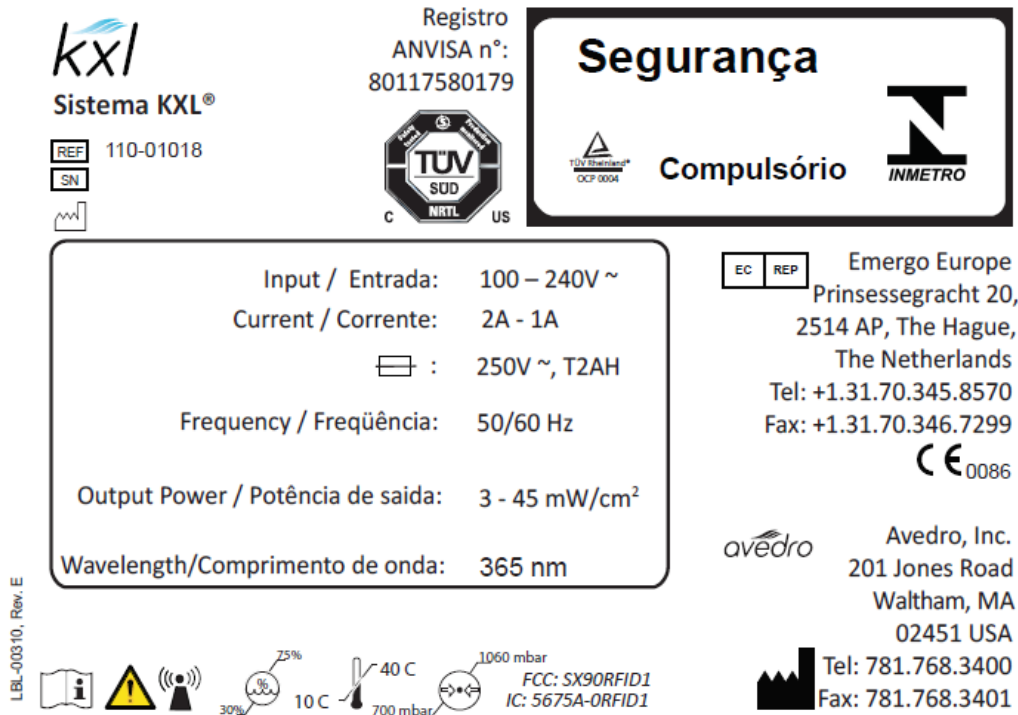 kxl
Sistema KXL®
REF 110-01018
SN
Registro
ANVISA n°:
80117580179
TÜV
SÜD
NRTL
C US
Segurança
TÜVRheinland®
OCP 0004
Compulsório
INMETRO
Input / Entrada: 100 – 240V ~
Current / Corrente: 2A - 1A
: 250V ~, T2AH
Frequency / Freqüência: 50/60 Hz
Output Power / Potência de saida: 3 - 45 mW/cm²
Wavelength/Comprimento de onda: 365 nm
EC REP
Emergo Europe
Prinsessegracht 20,
2514 AP, The Hague,
The Netherlands
Tel: +1.31.70.345.8570
Fax: +1.31.70.346.7299
CE 0086
avedro
Avedro, Inc.
201 Jones Road
Waltham, MA
02451 USA
Tel: 781.768.3400
Fax: 781.768.3401
LBL-00310, Rev. E
i
%
75%
30%
40 C
10 C
1060 mbar
700 mbar
FCC: SX90RFID1
IC: 5675A-0RFID1